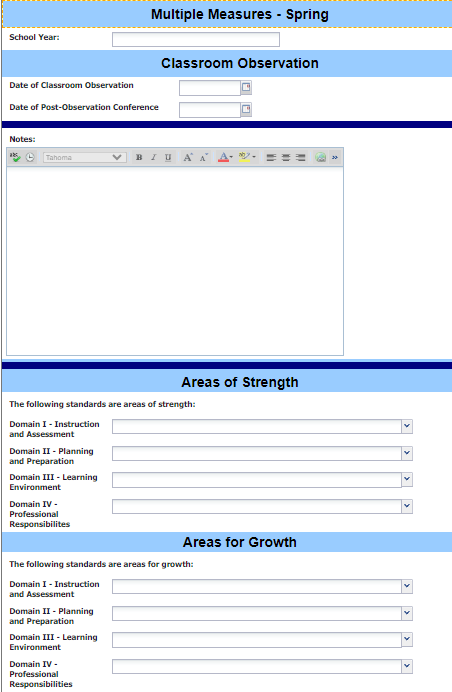 Multiple Measures - Spring
School Year:
Classroom Observation
Date of Classroom Observation
Date of Post-Observation Conference
Notes:
ABC Tahoma B I U A A A ab »
Areas of Strength
The following standards are areas of strength:
Domain I - Instruction
and Assessment
Domain II - Planning
and Preparation
Domain III - Learning
Environment
Domain IV -
Professional
Responsibilites
Areas for Growth
The following standards are areas for growth:
Domain I - Instruction
and Assessment
Domain II - Planning
and Preparation
Domain III - Learning
Environment
Domain IV -
Professional
Responsibilities